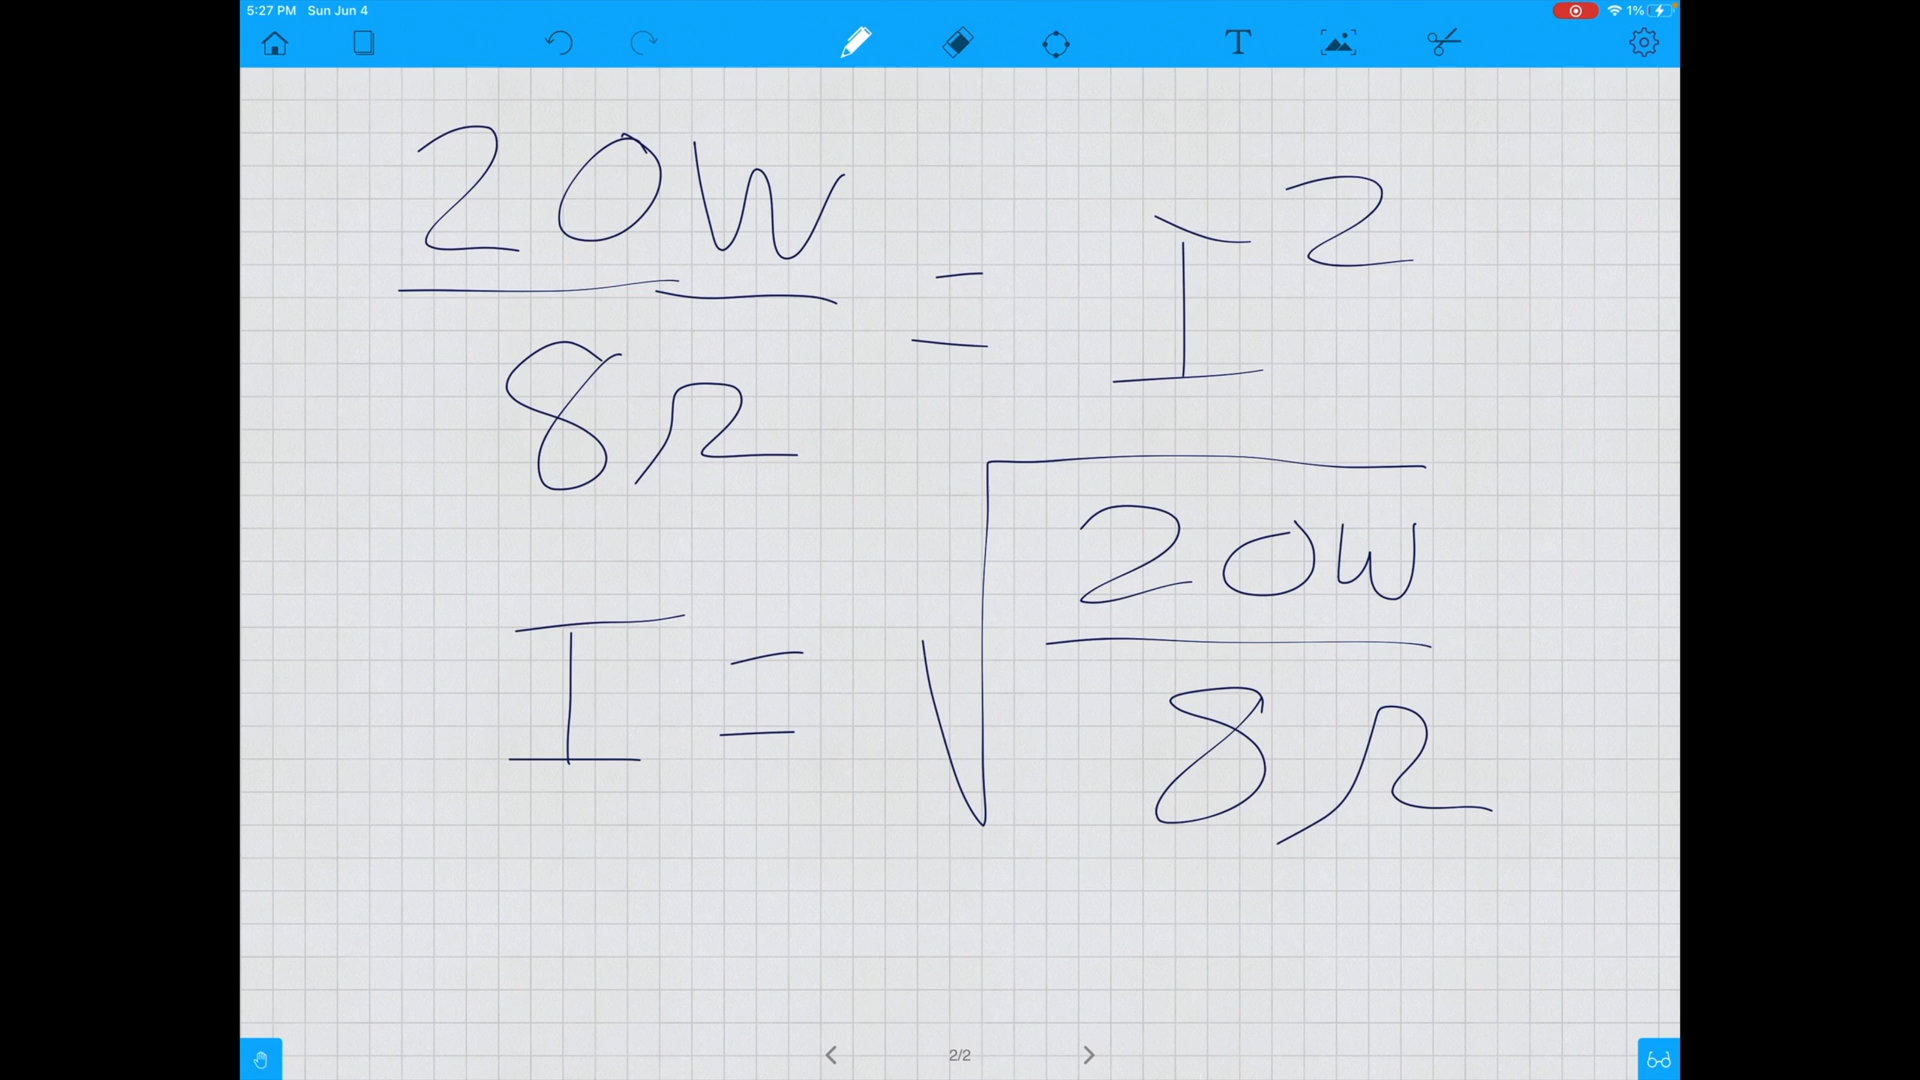 5:27 PM Sun Jun 4 1%
T
20W
8Ω
= I²
I = √
20W
8Ω
2/2